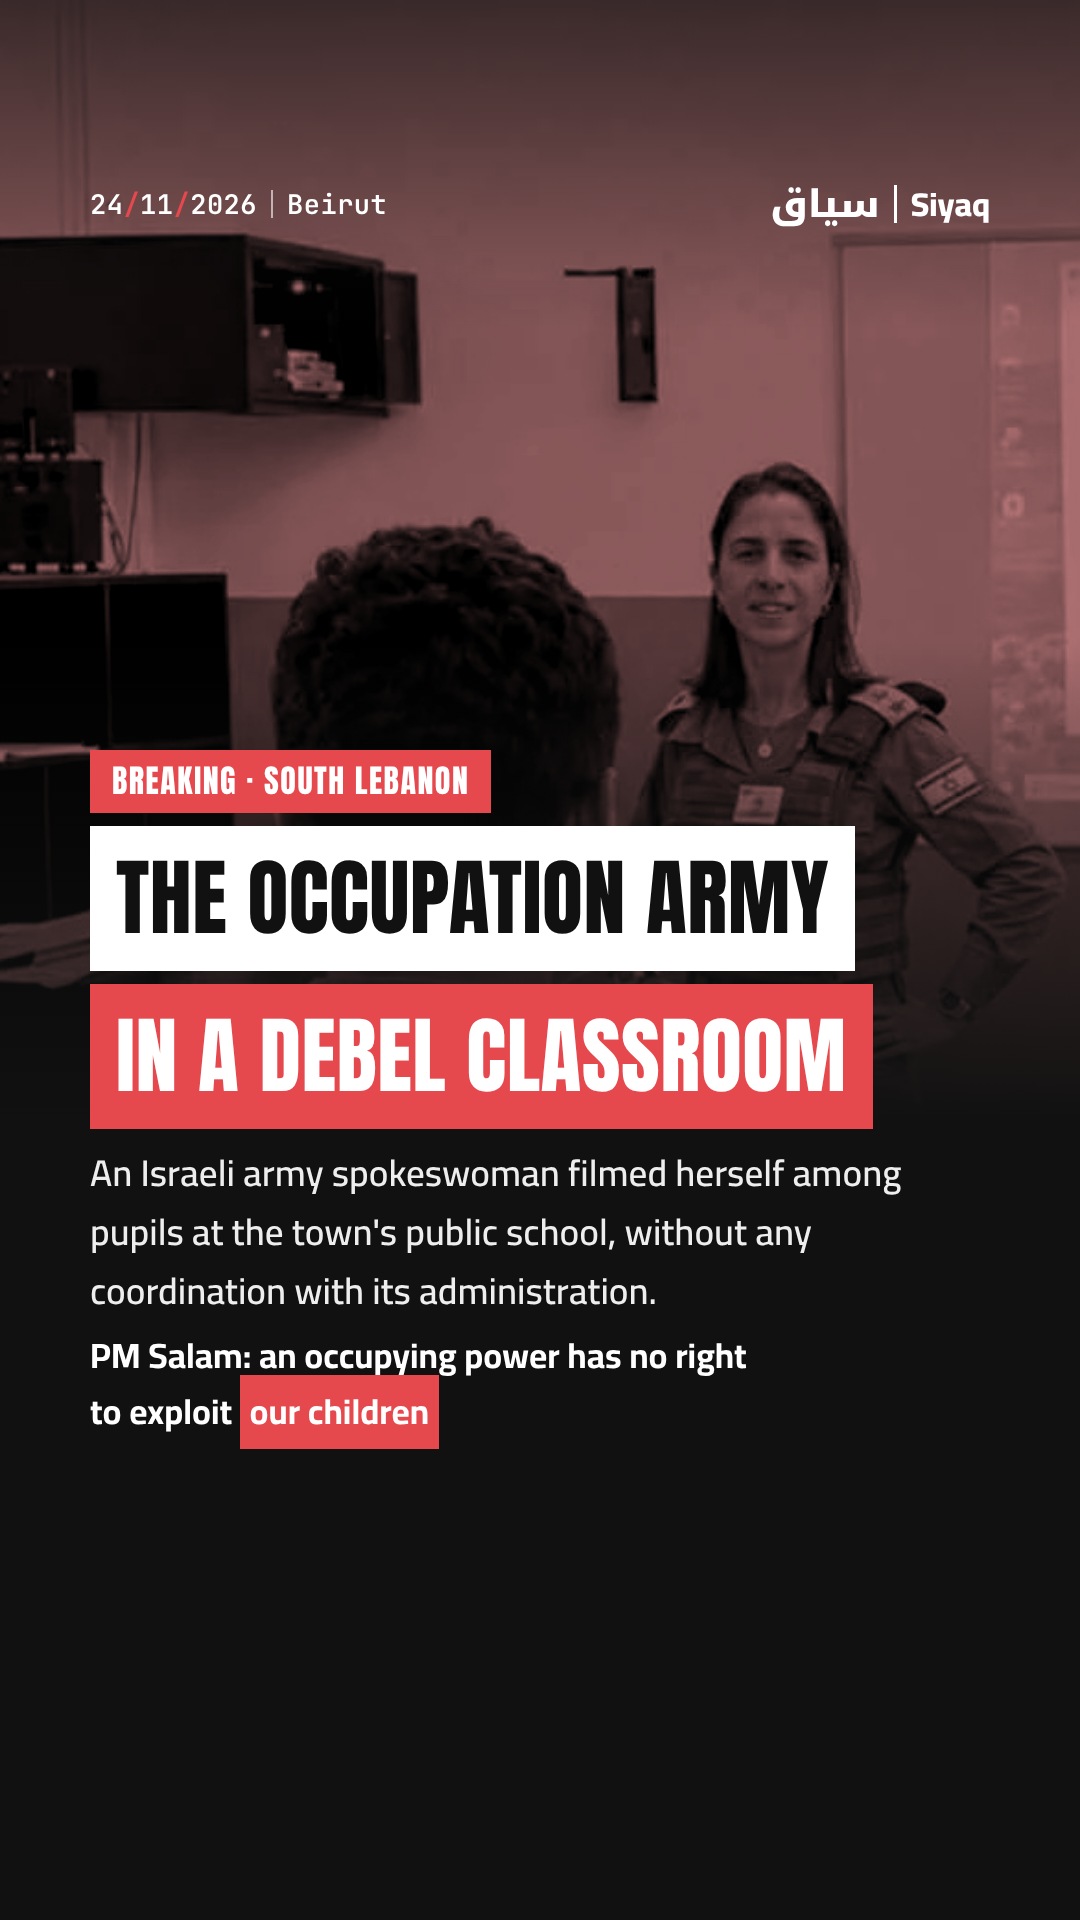 24/11/2026 | Beirut
سياق | Siyaq
BREAKING · SOUTH LEBANON
THE OCCUPATION ARMY
IN A DEBEL CLASSROOM
An Israeli army spokeswoman filmed herself among
pupils at the town's public school, without any
coordination with its administration.
PM Salam: an occupying power has no right
to exploit our children